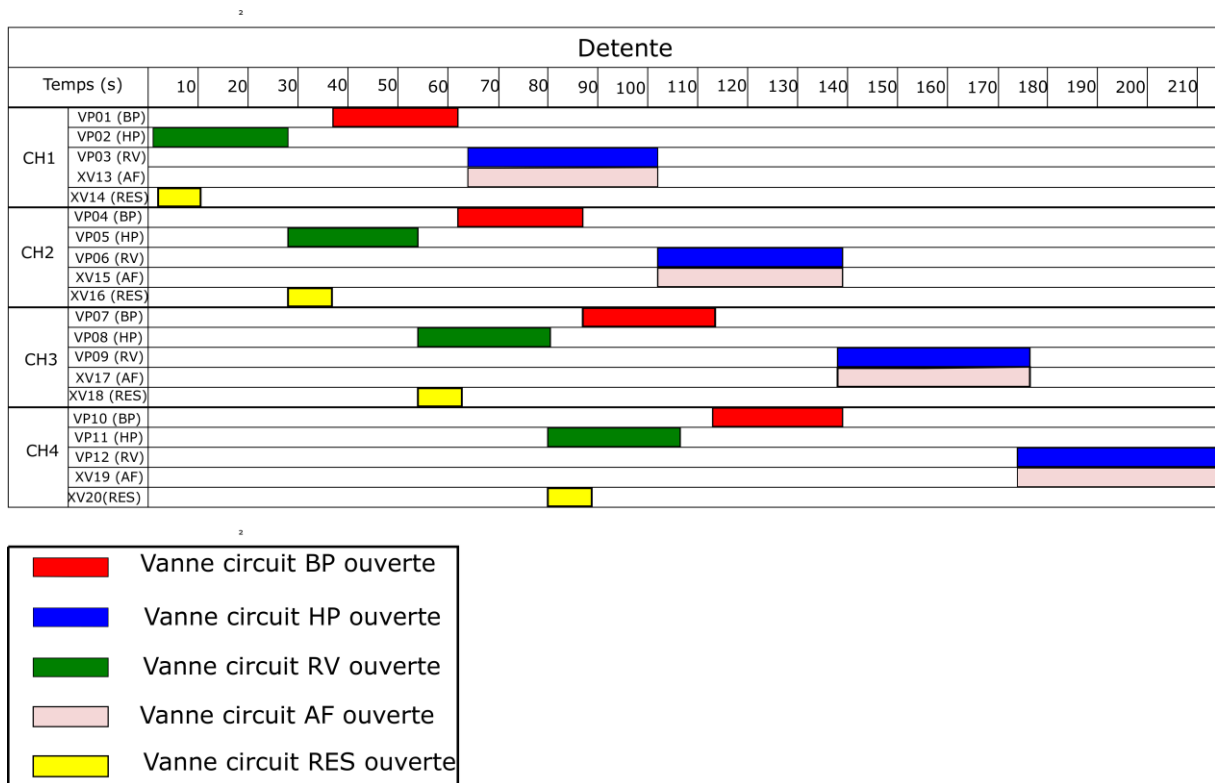 ²
Detente
Temps (s) 10 20 30 40 50 60 70 80 90 100 110 120 130 140 150 160 170 180 190 200 210
VP01 (BP)
VP02 (HP)
CH1 VP03 (RV)
XV13 (AF)
XV14 (RES)
VP04 (BP)
VP05 (HP)
CH2 VP06 (RV)
XV15 (AF)
XV16 (RES)
VP07 (BP)
VP08 (HP)
CH3 VP09 (RV)
XV17 (AF)
XV18 (RES)
VP10 (BP)
VP11 (HP)
CH4 VP12 (RV)
XV19 (AF)
XV20(RES)
²
Vanne circuit BP ouverte
Vanne circuit HP ouverte
Vanne circuit RV ouverte
Vanne circuit AF ouverte
Vanne circuit RES ouverte